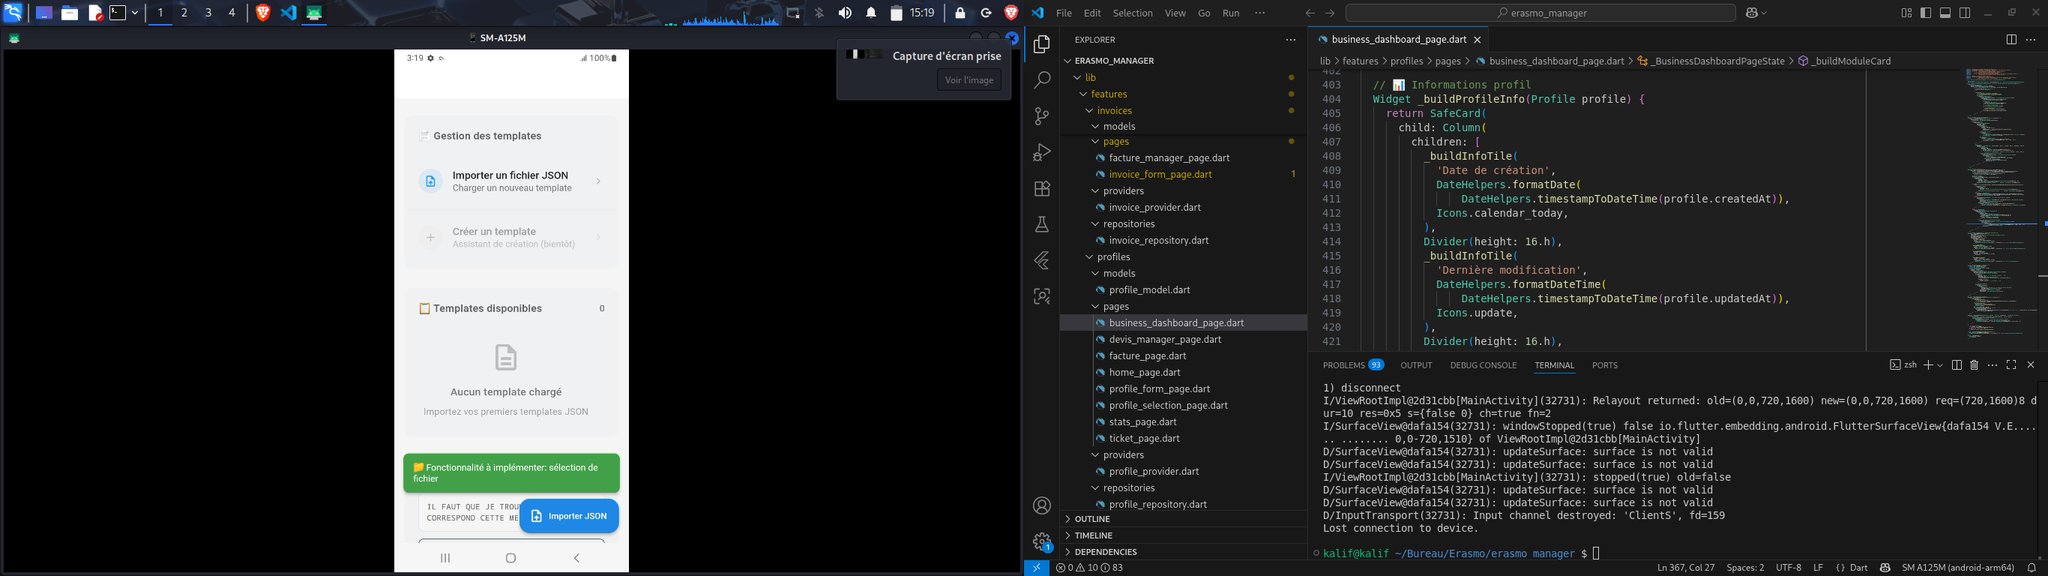 1 2 3 4
15:19
SM-A125M
Capture d'écran prise
Voir l'image
3:19
100%
Gestion des templates
Importer un fichier JSON
Charger un nouveau template
Créer un template
Assistant de création (bientôt)
Templates disponibles 0
Aucun template chargé
Importez vos premiers templates JSON
Fonctionnalité à implémenter: sélection de
fichier
IL FAUT QUE JE TROU
CORRESPOND CETTE ME
Importer JSON
File Edit Selection View Go Run ···
erasmo_manager
EXPLORER
ERASMO_MANAGER
lib
features
invoices
models
pages
facture_manager_page.dart
invoice_form_page.dart 1
providers
invoice_provider.dart
repositories
invoice_repository.dart
profiles
models
profile_model.dart
pages
business_dashboard_page.dart
devis_manager_page.dart
facture_page.dart
home_page.dart
profile_form_page.dart
profile_selection_page.dart
stats_page.dart
ticket_page.dart
providers
profile_provider.dart
repositories
profile_repository.dart
OUTLINE
TIMELINE
DEPENDENCIES
1
business_dashboard_page.dart
lib > features > profiles > pages > business_dashboard_page.dart > _BusinessDashboardPageState > _buildModuleCard
402
403 // 📊 Informations profil
404 Widget _buildProfileInfo(Profile profile) {
405 return SafeCard(
406 child: Column(
407 children: [
408 _buildInfoTile(
409 'Date de création',
410 DateHelpers.formatDate(
411 DateHelpers.timestampToDateTime(profile.createdAt)),
412 Icons.calendar_today,
413 ),
414 Divider(height: 16.h),
415 _buildInfoTile(
416 'Dernière modification',
417 DateHelpers.formatDateTime(
418 DateHelpers.timestampToDateTime(profile.updatedAt)),
419 Icons.update,
420 ),
421 Divider(height: 16.h),
PROBLEMS 93 OUTPUT DEBUG CONSOLE TERMINAL PORTS
zsh
1) disconnect
I/ViewRootImpl@2d31cbb[MainActivity](32731): Relayout returned: old=(0,0,720,1600) new=(0,0,720,1600) req=(720,1600)8 d
ur=10 res=0x5 s={false 0} ch=true fn=2
I/SurfaceView@dafa154(32731): windowStopped(true) false io.flutter.embedding.android.FlutterSurfaceView{dafa154 V.E.....
.. ........ 0,0-720,1510} of ViewRootImpl@2d31cbb[MainActivity]
D/SurfaceView@dafa154(32731): updateSurface: surface is not valid
D/SurfaceView@dafa154(32731): updateSurface: surface is not valid
I/ViewRootImpl@2d31cbb[MainActivity](32731): stopped(true) old=false
D/SurfaceView@dafa154(32731): updateSurface: surface is not valid
D/SurfaceView@dafa154(32731): updateSurface: surface is not valid
D/InputTransport(32731): Input channel destroyed: 'ClientS', fd=159
Lost connection to device.
kalif@kalif ~/Bureau/Erasmo/erasmo_manager $
0 10 83
Ln 367, Col 27 Spaces: 2 UTF-8 LF {} Dart SM A125M (android-arm64)